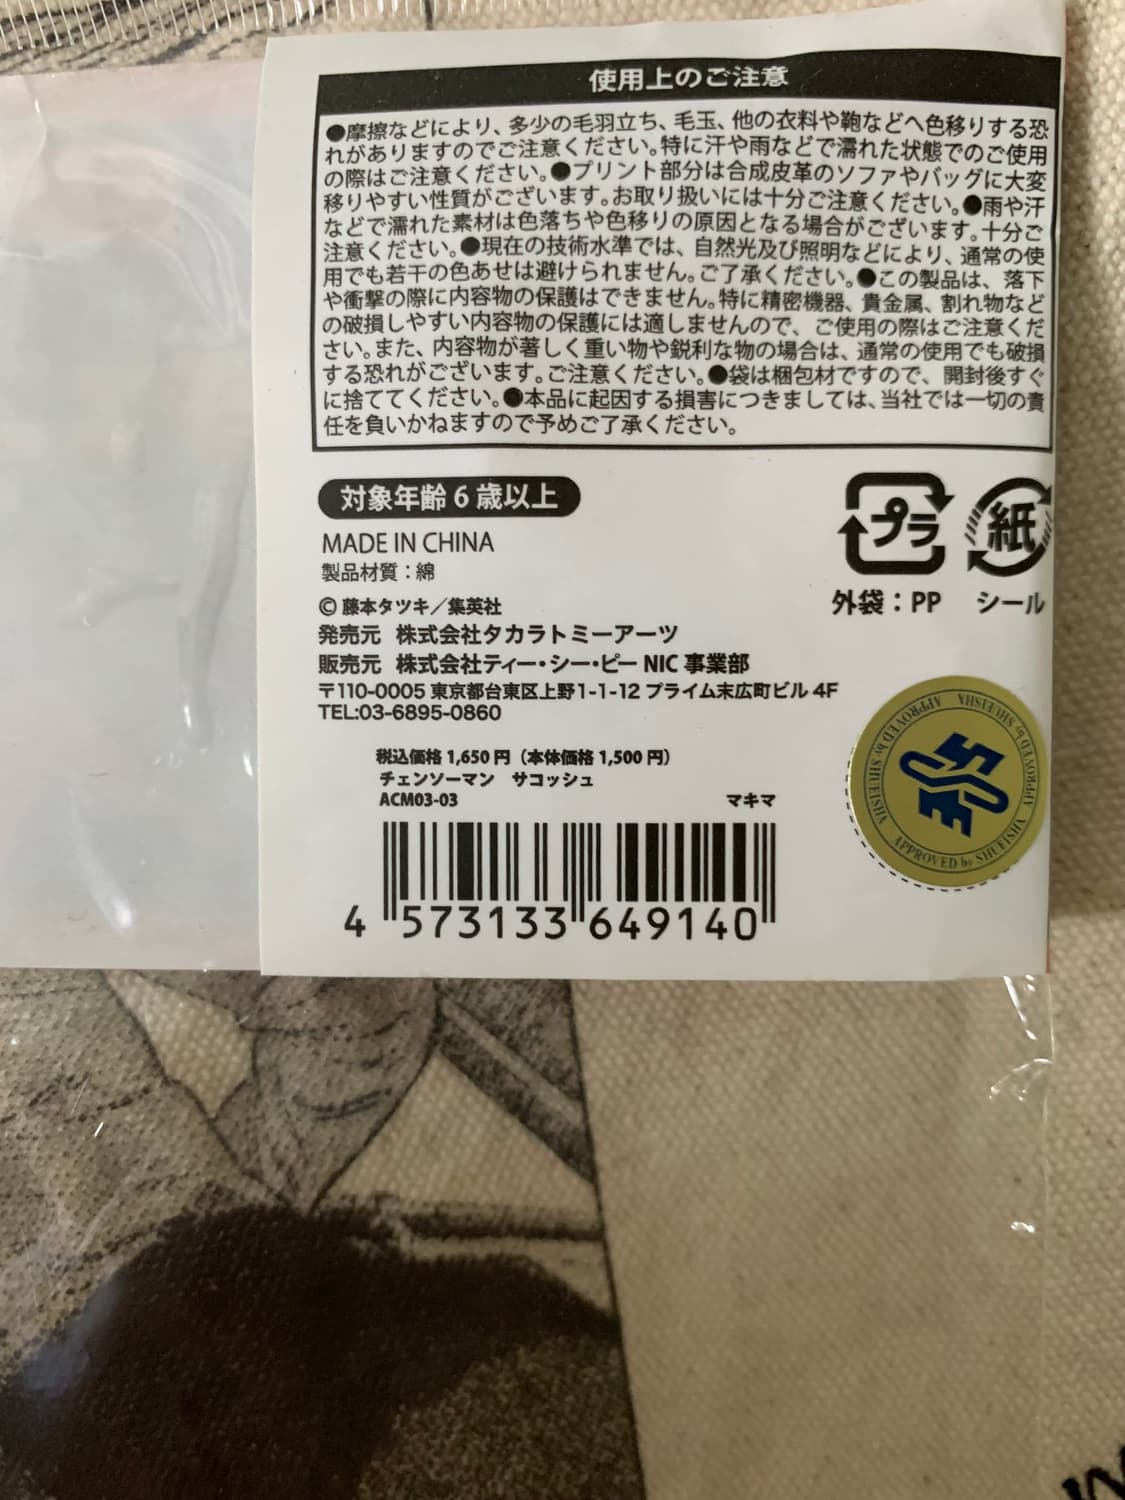 使用上のご注意
●摩擦などにより、多少の毛羽立ち、毛玉、他の衣料や鞄などへ色移りする恐
れがありますのでご注意ください。特に汗や雨などで濡れた状態でのご使用
の際はご注意ください。●プリント部分は合成皮革のソファやバッグに大変
移りやすい性質がございます。お取り扱いには十分ご注意ください。●雨や汗
などで濡れた素材は色落ちや色移りの原因となる場合がございます。十分ご
注意ください。●現在の技術水準では、自然光及び照明などにより、通常の使
用でも若干の色あせは避けられません。ご了承ください。●この製品は、落下
や衝撃の際に内容物の保護はできません。特に精密機器、貴金属、割れ物など
の破損しやすい内容物の保護には適しませんので、ご使用の際はご注意くだ
さい。また、内容物が著しく重い物や鋭利な物の場合は、通常の使用でも破損
する恐れがございます。ご注意ください。●袋は梱包材ですので、開封後すぐ
に捨ててください。●本品に起因する損害につきましては、当社では一切の責
任を負いかねますので予めご了承ください。
対象年齢6歳以上
MADE IN CHINA
製品材質：綿
プラ
紙
外袋：PP シール
©藤本タツキ／集英社
発売元 株式会社タカラトミーアーツ
販売元 株式会社ティー・シー・ピー NIC 事業部
〒110-0005 東京都台東区上野1-1-12 プライム末広町ビル 4F
TEL:03-6895-0860
税込価格 1,650 円（本体価格 1,500 円）
チェンソーマン サコッシュ
ACM03-03 マキマ
4 573133 649140
APPROVED by SHUEISHA APPROVED by SHUEISHA APPROVED by SHUEISHA